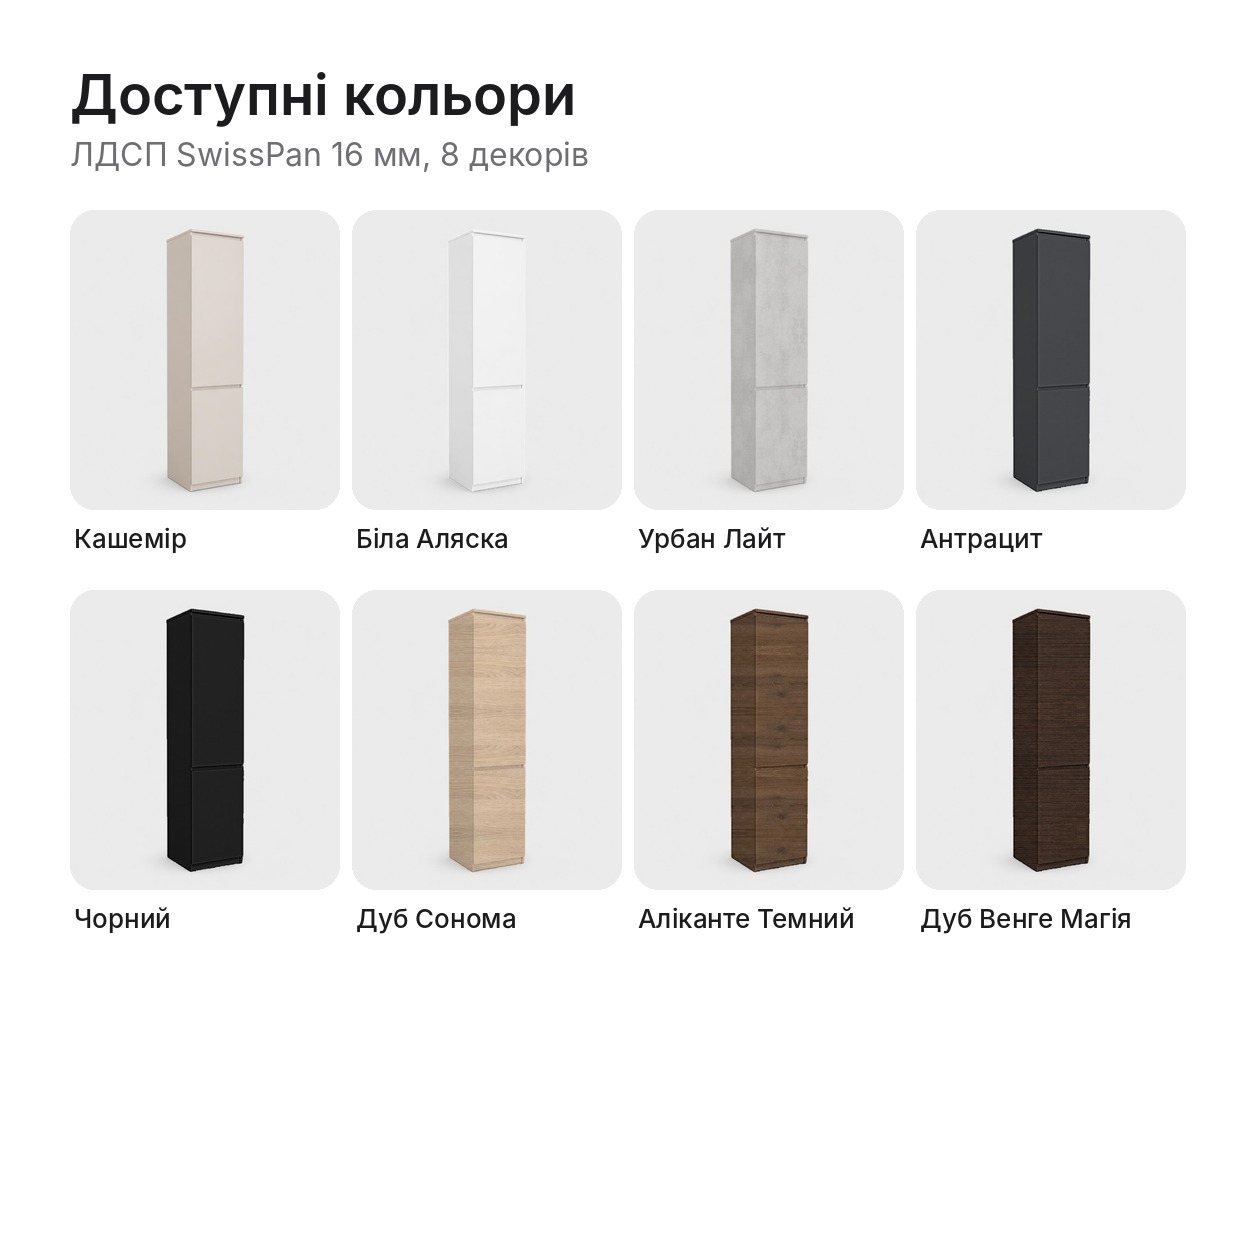 Доступні кольори
ЛДСП SwissPan 16 мм, 8 декорів
Кашемір
Біла Аляска
Урбан Лайт
Антрацит
Чорний
Дуб Сонома
Аліканте Темний
Дуб Венге Магія